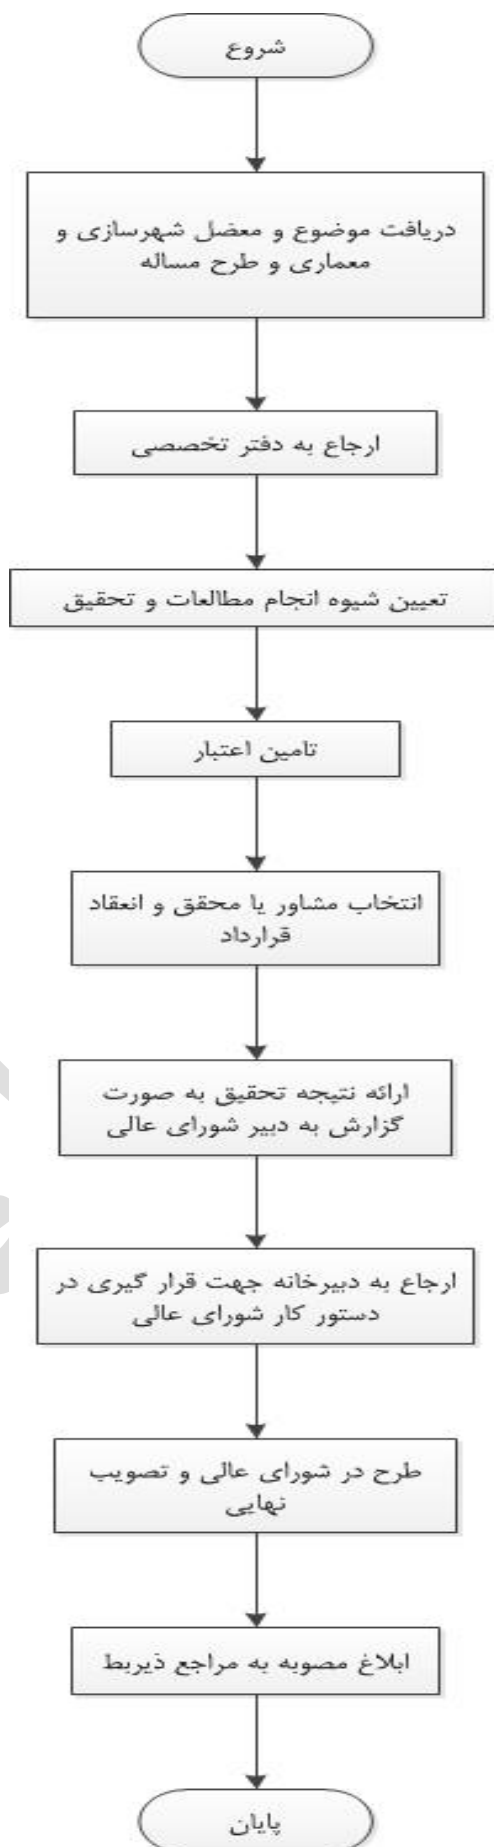 شروع
دریافت موضوع و معضل شهرسازی و
معماری و طرح مساله
ارجاع به دفتر تخصصی
تعیین شیوه انجام مطالعات و تحقیق
تامین اعتبار
انتخاب مشاور یا محقق و انعقاد
قرارداد
ارائه نتیجه تحقیق به صورت
گزارش به دبیر شورای عالی
ارجاع به دبیرخانه جهت قرار گیری در
دستور کار شورای عالی
طرح در شورای عالی و تصویب
نهایی
ابلاغ مصوبه به مراجع ذیربط
پایان